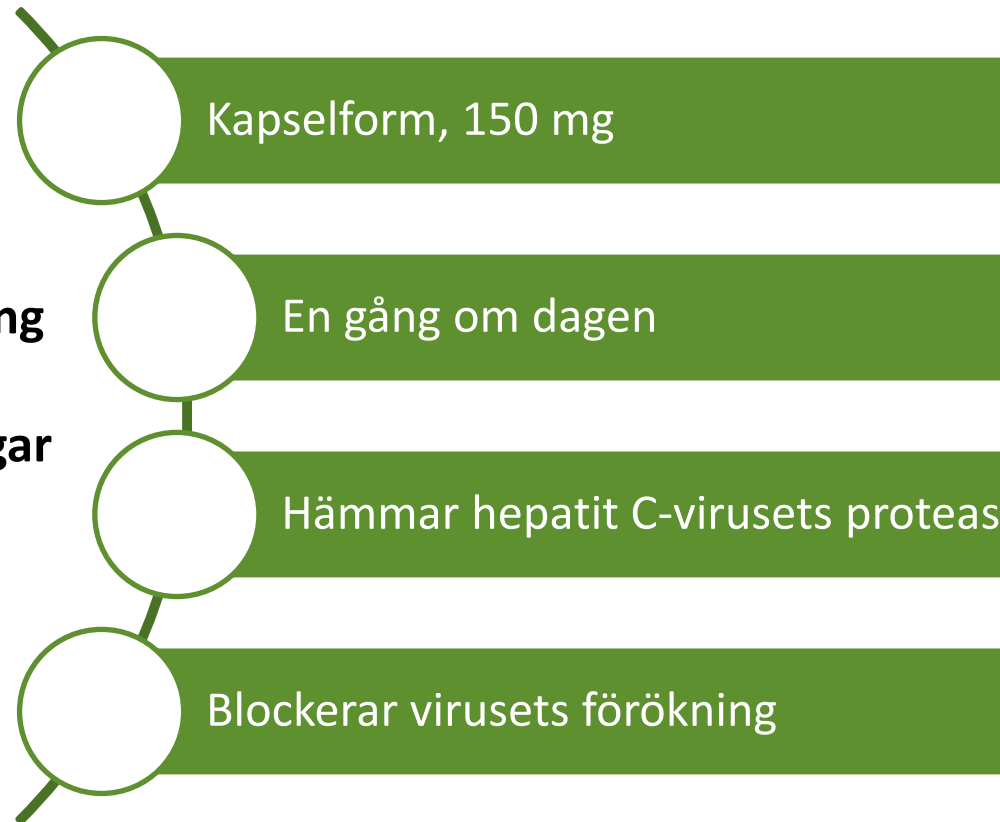 Kapselform, 150 mg
En gång om dagen
Hämmar hepatit C-virusets proteas
Blockerar virusets förökning